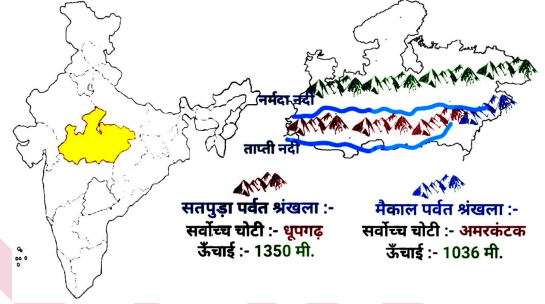 नर्मदा नदी
ताप्ती नदी
सतपुड़ा पर्वत श्रंखला :-
सर्वोच्च चोटी :- धूपगढ़
ऊँचाई :- 1350 मी.
मैकाल पर्वत श्रंखला :-
सर्वोच्च चोटी :- अमरकंटक
ऊँचाई :- 1036 मी.